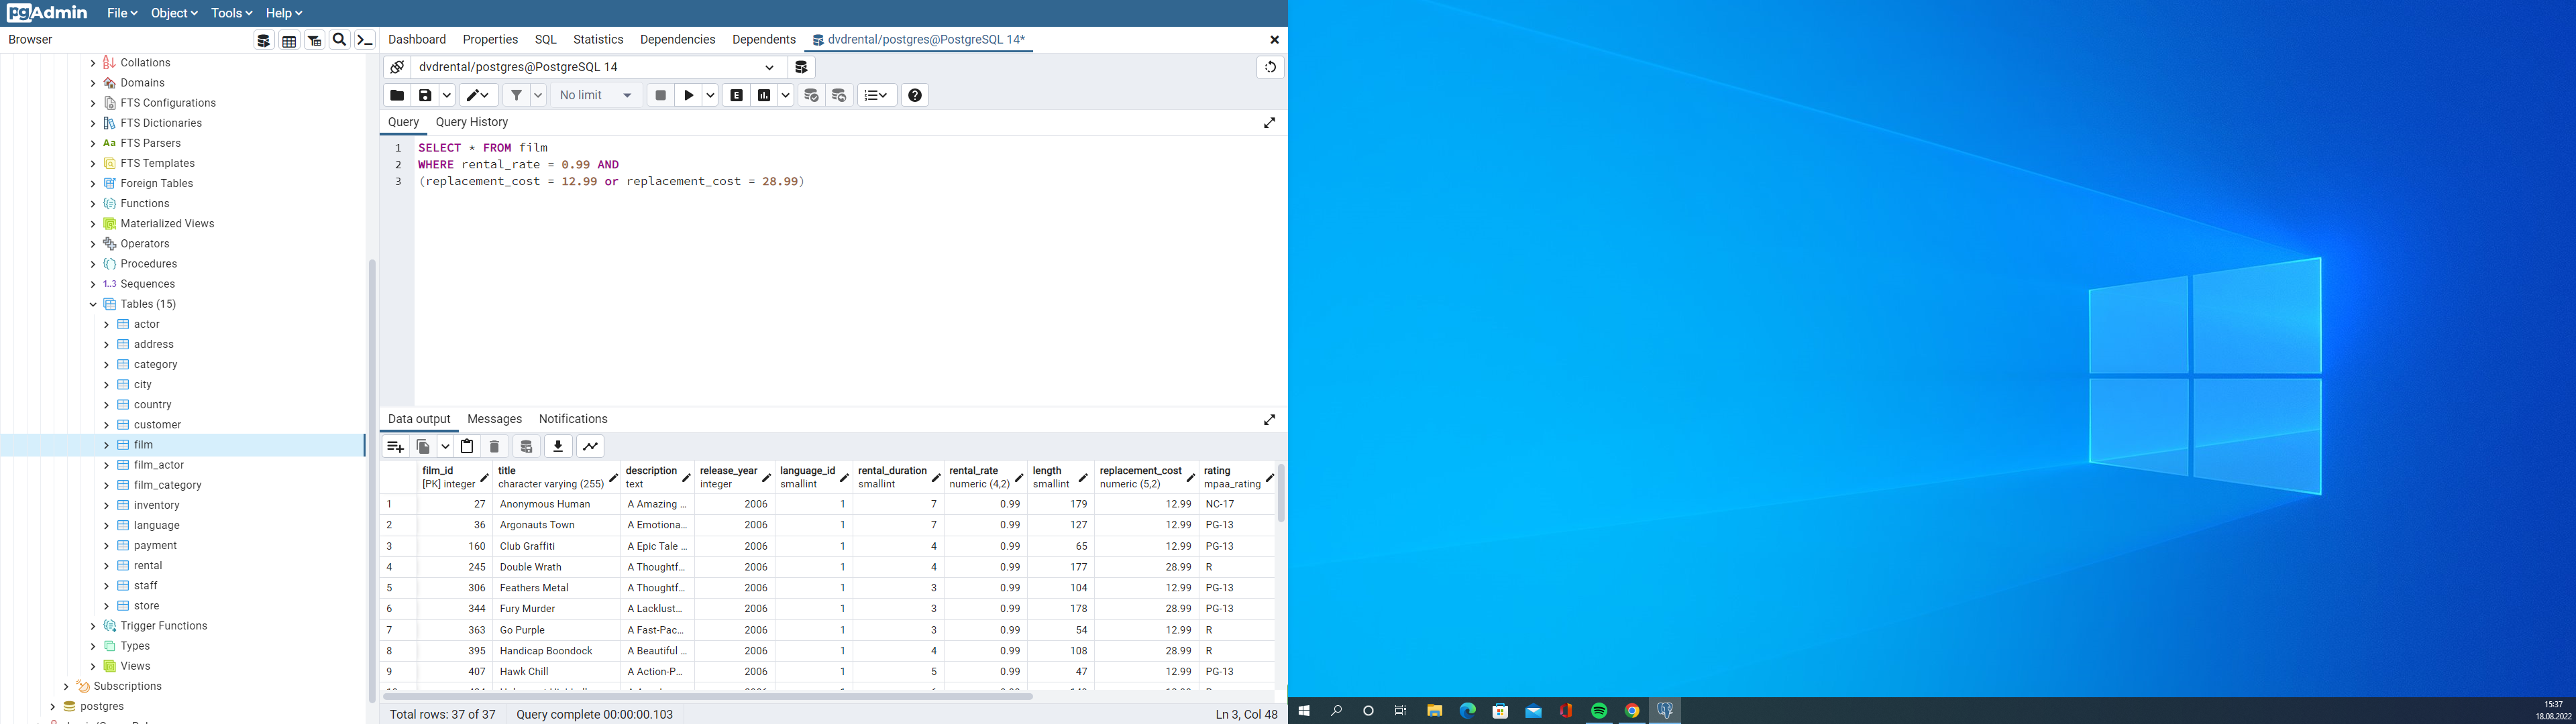 pgAdmin File Object Tools Help
Browser
Dashboard Properties SQL Statistics Dependencies Dependents dvdrental/postgres@PostgreSQL 14*
Collations
Domains
FTS Configurations
FTS Dictionaries
Aa FTS Parsers
FTS Templates
Foreign Tables
Functions
Materialized Views
Operators
Procedures
1..3 Sequences
Tables (15)
actor
address
category
city
country
customer
film
film_actor
film_category
inventory
language
payment
rental
staff
store
Trigger Functions
Types
Views
Subscriptions
postgres
dvdrental/postgres@PostgreSQL 14
No limit E
Query Query History
1 SELECT * FROM film
2 WHERE rental_rate = 0.99 AND
3 (replacement_cost = 12.99 or replacement_cost = 28.99)
Data output Messages Notifications
film_id title description release_year language_id rental_duration rental_rate length replacement_cost rating
[PK] integer character varying (255) text integer smallint smallint numeric (4,2) smallint numeric (5,2) mpaa_rating
1 27 Anonymous Human A Amazing ... 2006 1 7 0.99 179 12.99 NC-17
2 36 Argonauts Town A Emotiona... 2006 1 7 0.99 127 12.99 PG-13
3 160 Club Graffiti A Epic Tale ... 2006 1 4 0.99 65 12.99 PG-13
4 245 Double Wrath A Thoughtf... 2006 1 4 0.99 177 28.99 R
5 306 Feathers Metal A Thoughtf... 2006 1 3 0.99 104 12.99 PG-13
6 344 Fury Murder A Lacklust... 2006 1 3 0.99 178 28.99 PG-13
7 363 Go Purple A Fast-Pac... 2006 1 3 0.99 54 12.99 R
8 395 Handicap Boondock A Beautiful ... 2006 1 4 0.99 108 28.99 R
9 407 Hawk Chill A Action-P... 2006 1 5 0.99 47 12.99 PG-13
Total rows: 37 of 37 Query complete 00:00:00.103 Ln 3, Col 48
15:37
18.08.2022